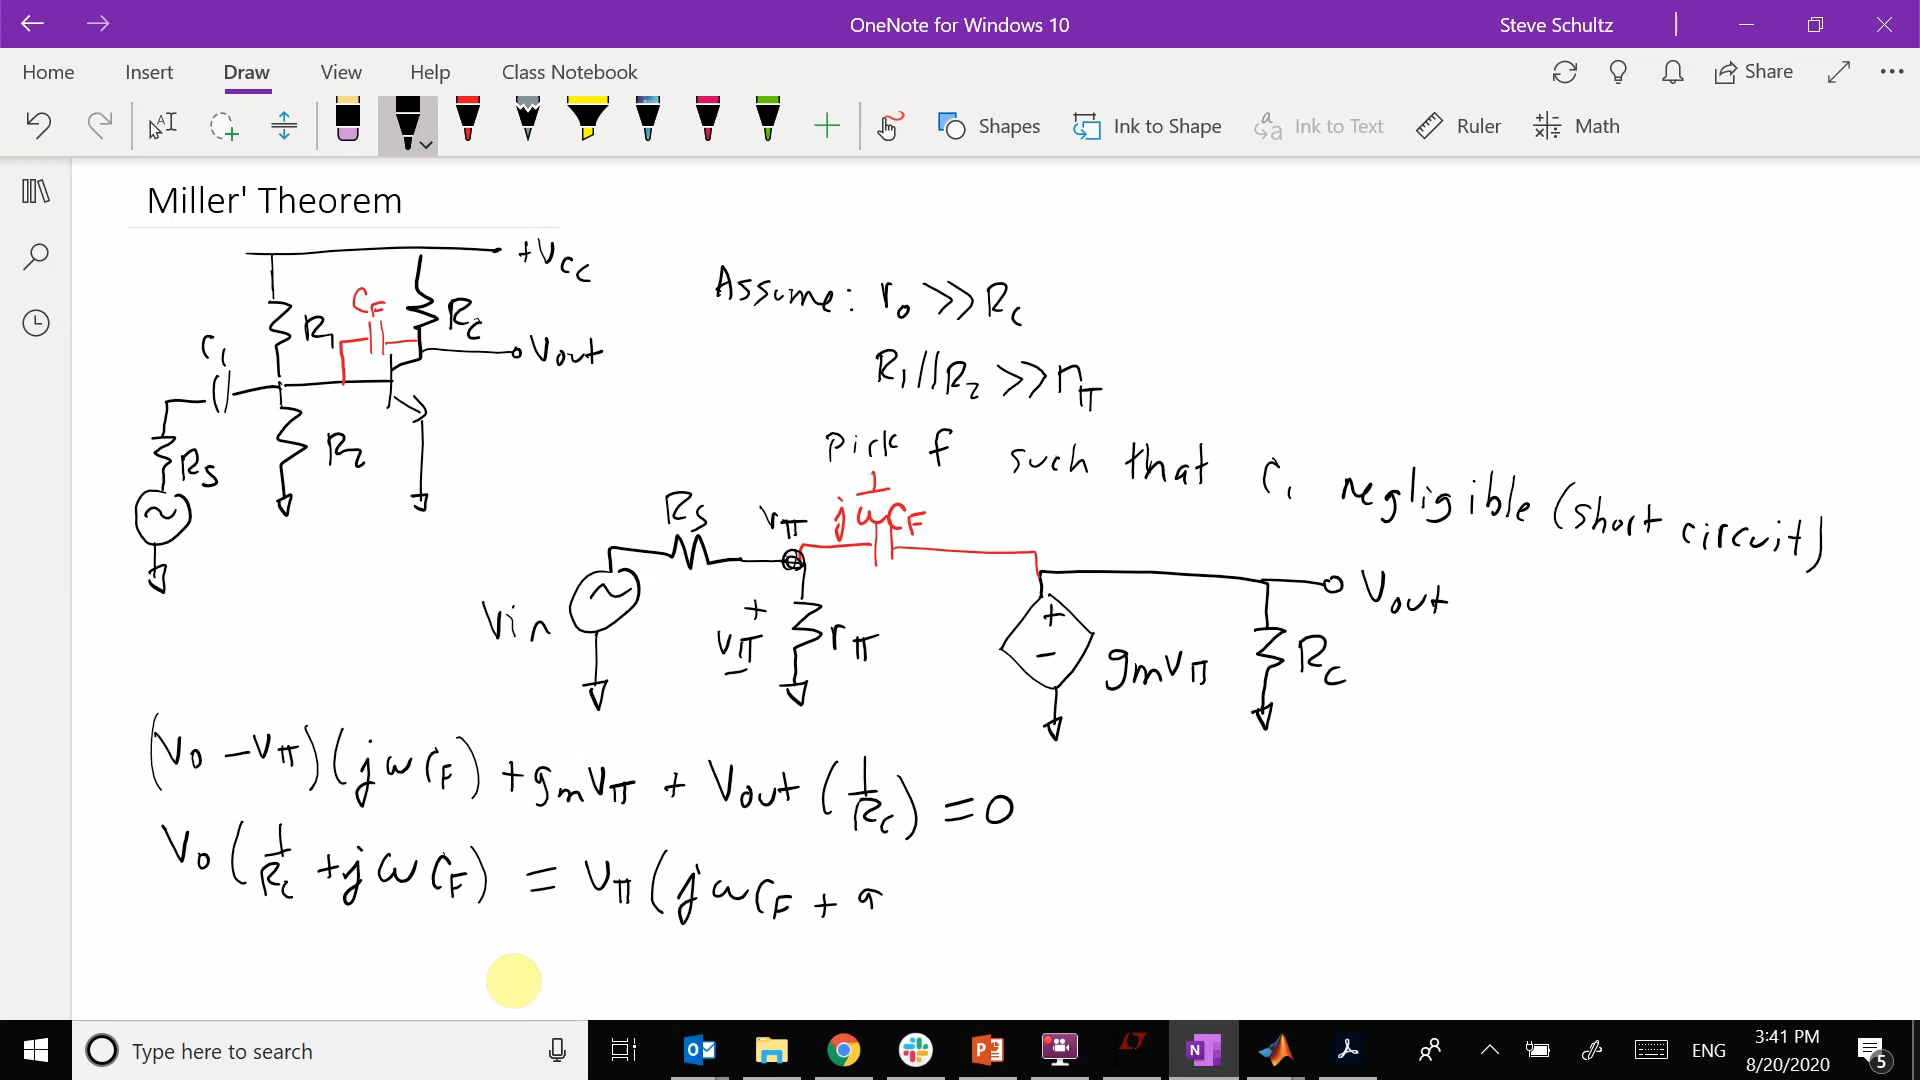 OneNote for Windows 10
Steve Schultz
Home Insert Draw View Help Class Notebook
Share
Shapes Ink to Shape Ink to Text Ruler Math
Miller' Theorem
+Vcc
CF
R1
Rc
C1
Vout
R2
Rs
Assume: ro >> Rc
R1//R2 >> rπ
pick f such that C1 negligible (short circuit)
Rs
vπ
1
jωCF
Vin
+
vπ
-
rπ
+
-
gmvπ
Rc
Vout
(Vo - vπ)(jωCF) + gmvπ + Vout (1/Rc) = 0
Vo (1/Rc + jωCF) = vπ (jωCF +
Type here to search
ENG
3:41 PM
8/20/2020
5